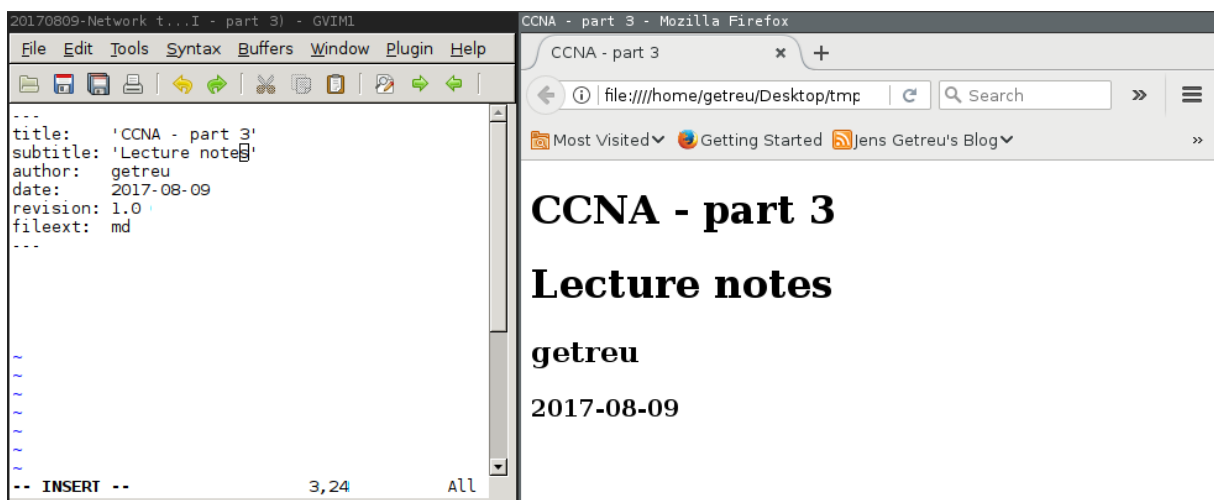 20170809-Network t...I - part 3) - GVIM1
File Edit Tools Syntax Buffers Window Plugin Help
---
title:    'CCNA - part 3'
subtitle: 'Lecture notes'
author:   getreu
date:     2017-08-09
revision: 1.0
fileext:  md
---
~
~
~
~
~
~
~
-- INSERT -- 3,24 All
CCNA - part 3 - Mozilla Firefox
CCNA - part 3
file:////home/getreu/Desktop/tmp
Search
Most Visited Getting Started Jens Getreu's Blog
CCNA - part 3
Lecture notes
getreu
2017-08-09